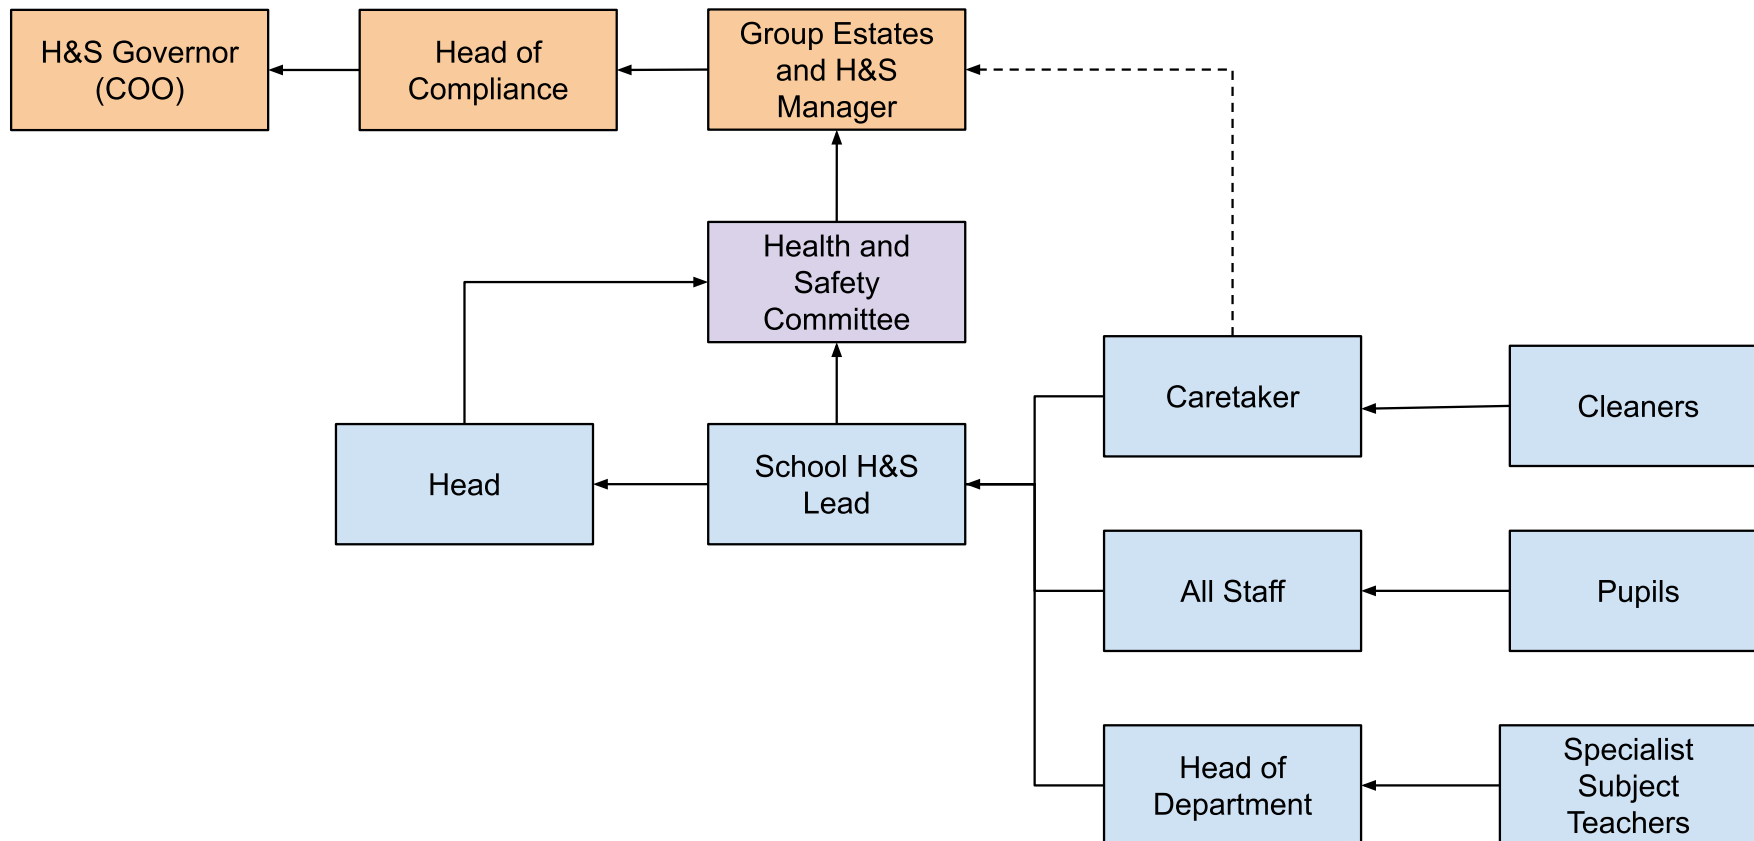 H&S Governor
(COO)
Head of
Compliance
Group Estates
and H&S
Manager
Health and
Safety
Committee
Head
School H&S
Lead
Caretaker
Cleaners
All Staff
Pupils
Head of
Department
Specialist
Subject
Teachers